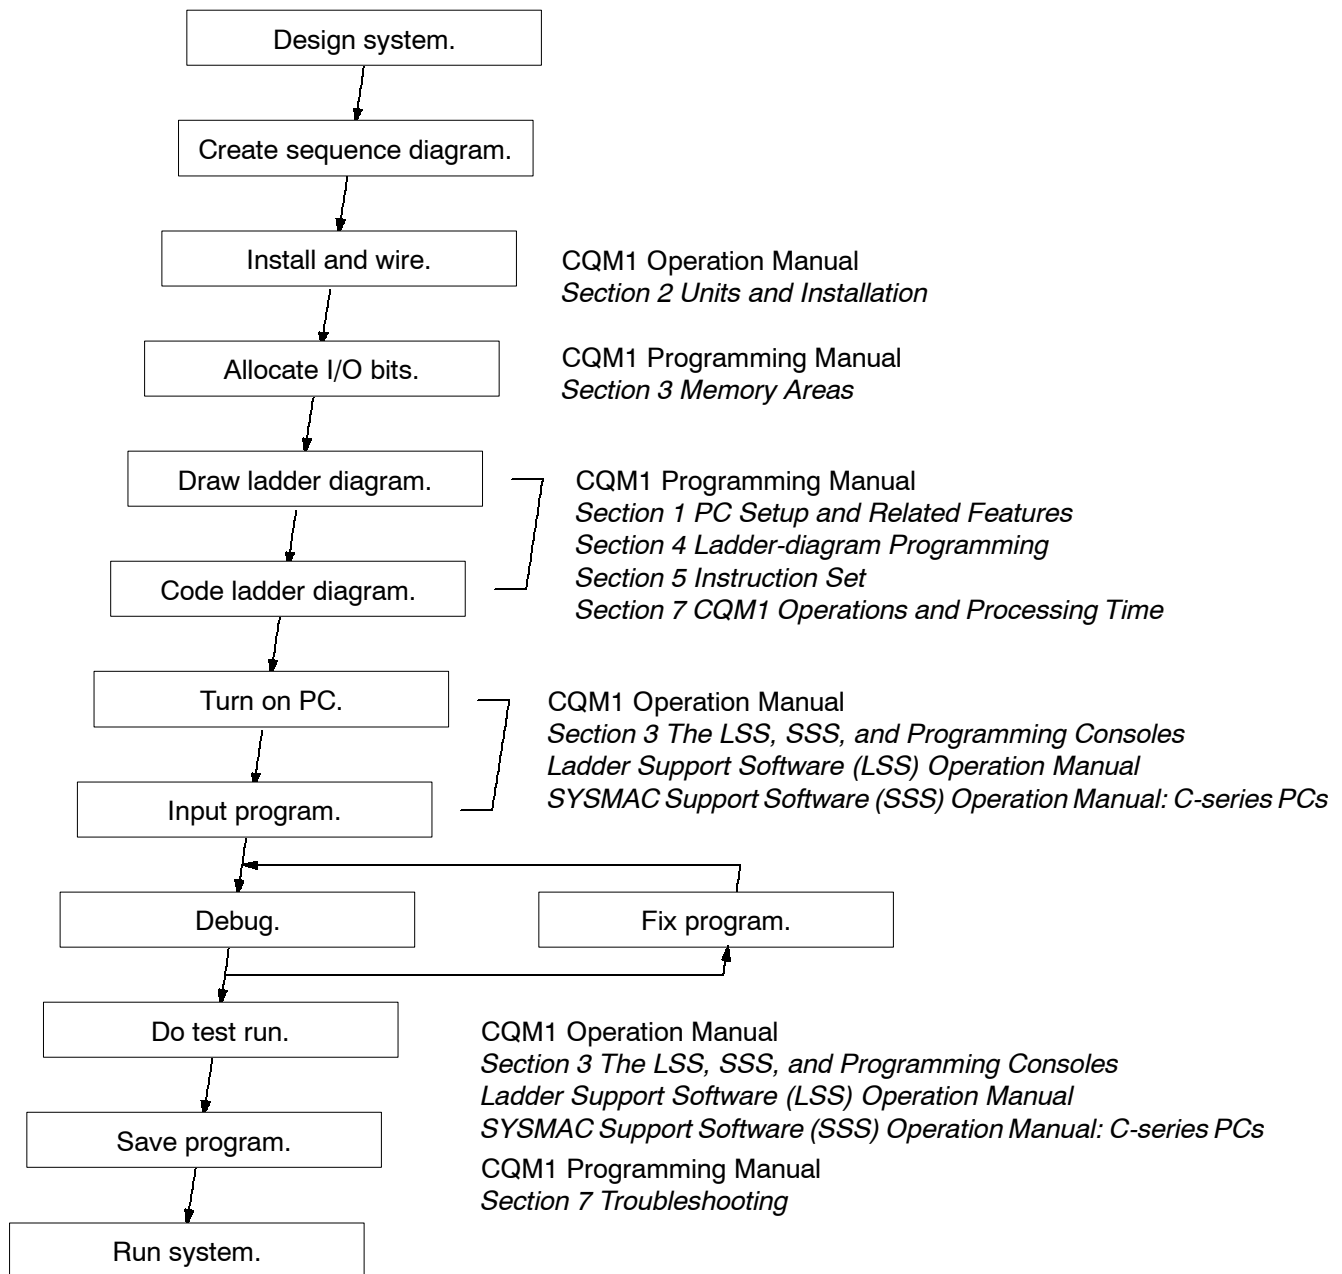 Design system.
Create sequence diagram.
Install and wire.
CQM1 Operation Manual
Section 2 Units and Installation
Allocate I/O bits.
CQM1 Programming Manual
Section 3 Memory Areas
Draw ladder diagram.
Code ladder diagram.
CQM1 Programming Manual
Section 1 PC Setup and Related Features
Section 4 Ladder-diagram Programming
Section 5 Instruction Set
Section 7 CQM1 Operations and Processing Time
Turn on PC.
Input program.
CQM1 Operation Manual
Section 3 The LSS, SSS, and Programming Consoles
Ladder Support Software (LSS) Operation Manual
SYSMAC Support Software (SSS) Operation Manual: C-series PCs
Debug.
Fix program.
Do test run.
Save program.
Run system.
CQM1 Operation Manual
Section 3 The LSS, SSS, and Programming Consoles
Ladder Support Software (LSS) Operation Manual
SYSMAC Support Software (SSS) Operation Manual: C-series PCs
CQM1 Programming Manual
Section 7 Troubleshooting